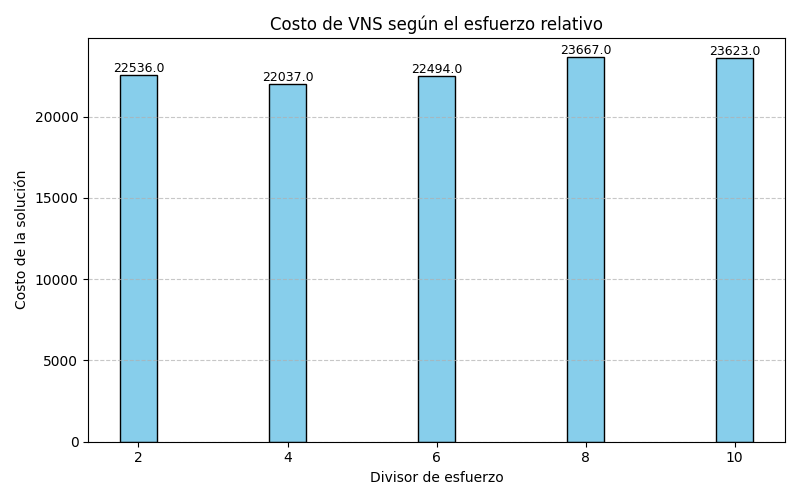 Costo de VNS según el esfuerzo relativo
22536.0
22037.0
22494.0
23667.0
23623.0
20000
15000
10000
5000
0
Costo de la solución
2 4 6 8 10
Divisor de esfuerzo